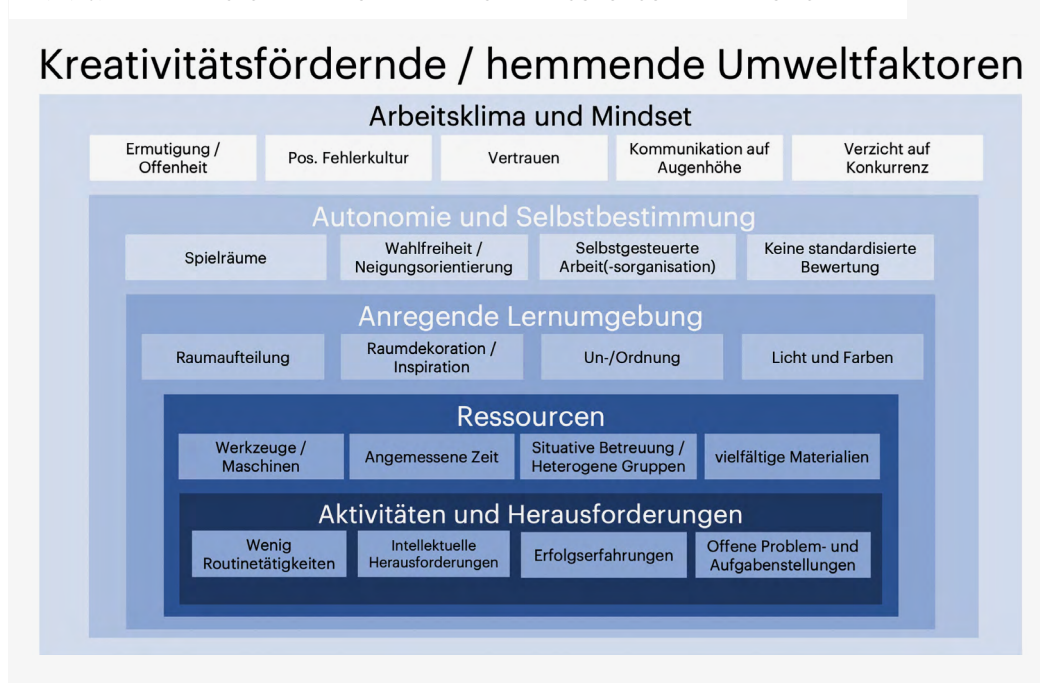 Kreativitätsfördernde / hemmende Umweltfaktoren
Arbeitsklima und Mindset
Ermutigung /
Offenheit
Pos. Fehlerkultur
Vertrauen
Kommunikation auf
Augenhöhe
Verzicht auf
Konkurrenz
Autonomie und Selbstbestimmung
Spielräume
Wahlfreiheit /
Neigungsorientierung
Selbstgesteuerte
Arbeit(-sorganisation)
Keine standardisierte
Bewertung
Anregende Lernumgebung
Raumaufteilung
Raumdekoration /
Inspiration
Un-/Ordnung
Licht und Farben
Ressourcen
Werkzeuge /
Maschinen
Angemessene Zeit
Situative Betreuung /
Heterogene Gruppen
vielfältige Materialien
Aktivitäten und Herausforderungen
Wenig
Routinetätigkeiten
Intellektuelle
Herausforderungen
Erfolgserfahrungen
Offene Problem- und
Aufgabenstellungen